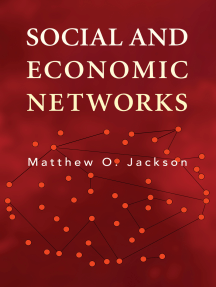 SOCIAL AND
ECONOMIC
NETWORKS
Matthew O. Jackson